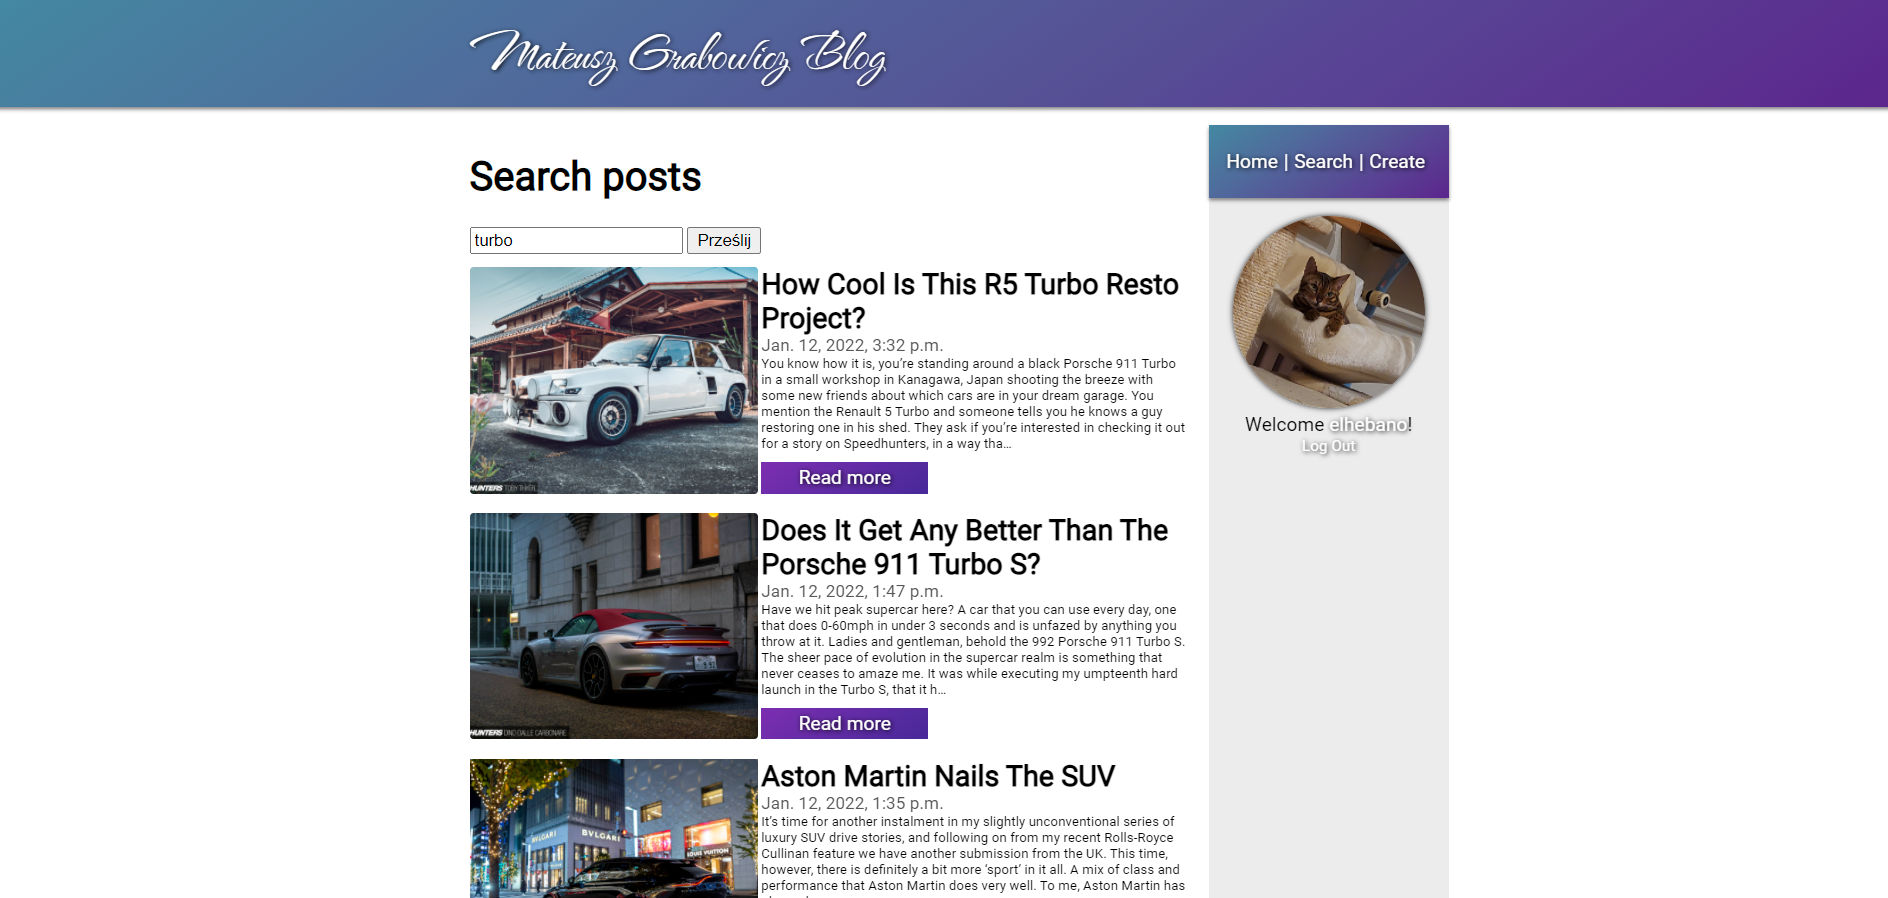 Mateusz Grabowicz Blog
Home | Search | Create
Search posts
turbo
Prześlij
How Cool Is This R5 Turbo Resto
Project?
Jan. 12, 2022, 3:32 p.m.
You know how it is, you’re standing around a black Porsche 911 Turbo
in a small workshop in Kanagawa, Japan shooting the breeze with
some new friends about which cars are in your dream garage. You
mention the Renault 5 Turbo and someone tells you he knows a guy
restoring one in his shed. They ask if you’re interested in checking it out
for a story on Speedhunters, in a way tha…
Read more
HUNTERS TOBY THYER
Welcome elhebano!
Log Out
Does It Get Any Better Than The
Porsche 911 Turbo S?
Jan. 12, 2022, 1:47 p.m.
Have we hit peak supercar here? A car that you can use every day, one
that does 0-60mph in under 3 seconds and is unfazed by anything you
throw at it. Ladies and gentleman, behold the 992 Porsche 911 Turbo S.
The sheer pace of evolution in the supercar realm is something that
never ceases to amaze me. It was while executing my umpteenth hard
launch in the Turbo S, that it h…
Read more
HUNTERS DINO DALLE CARBONARE
Aston Martin Nails The SUV
Jan. 12, 2022, 1:35 p.m.
It’s time for another instalment in my slightly unconventional series of
luxury SUV drive stories, and following on from my recent Rolls-Royce
Cullinan feature we have another submission from the UK. This time,
however, there is definitely a bit more ‘sport’ in it all. A mix of class and
performance that Aston Martin does very well. To me, Aston Martin has
BVLGARI
BVLGARI
LOUIS VUITTON